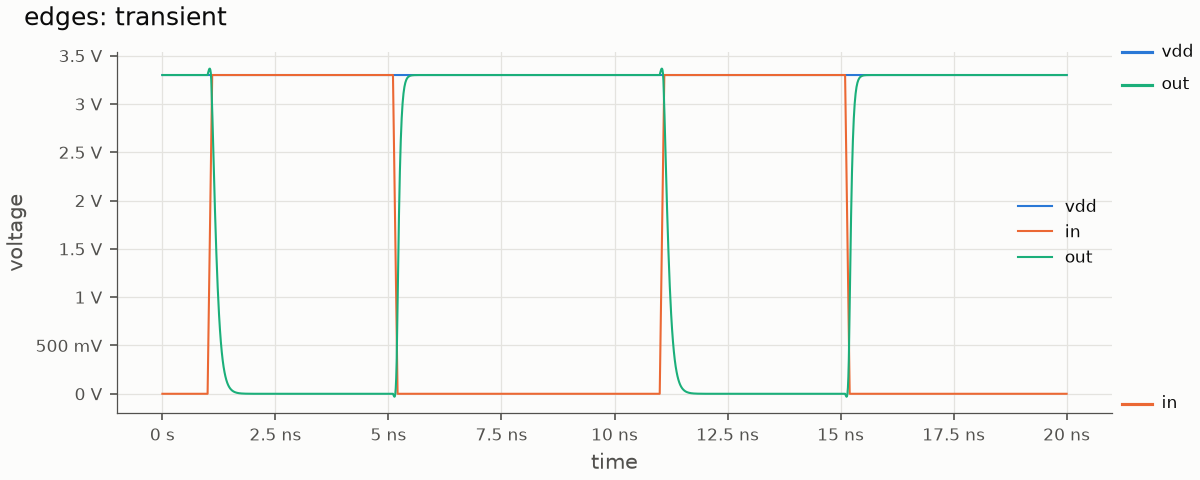 edges: transient
3.5 V
3 V
2.5 V
2 V
1.5 V
1 V
500 mV
0 V
voltage
0 s
2.5 ns
5 ns
7.5 ns
10 ns
12.5 ns
15 ns
17.5 ns
20 ns
time
vdd
in
out
vdd
out
in